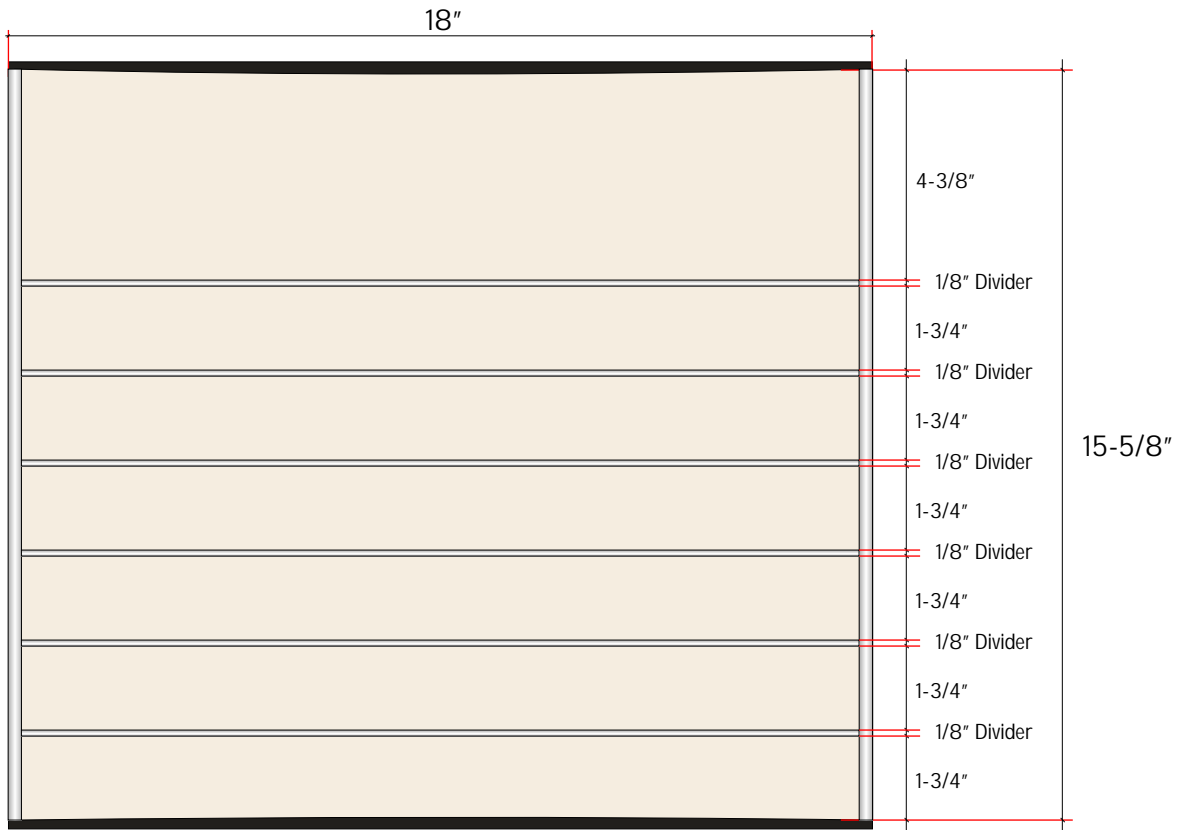 18"
4-3/8"
1/8" Divider
1-3/4"
1/8" Divider
1-3/4"
1/8" Divider
15-5/8"
1-3/4"
1/8" Divider
1-3/4"
1/8" Divider
1-3/4"
1/8" Divider
1-3/4"